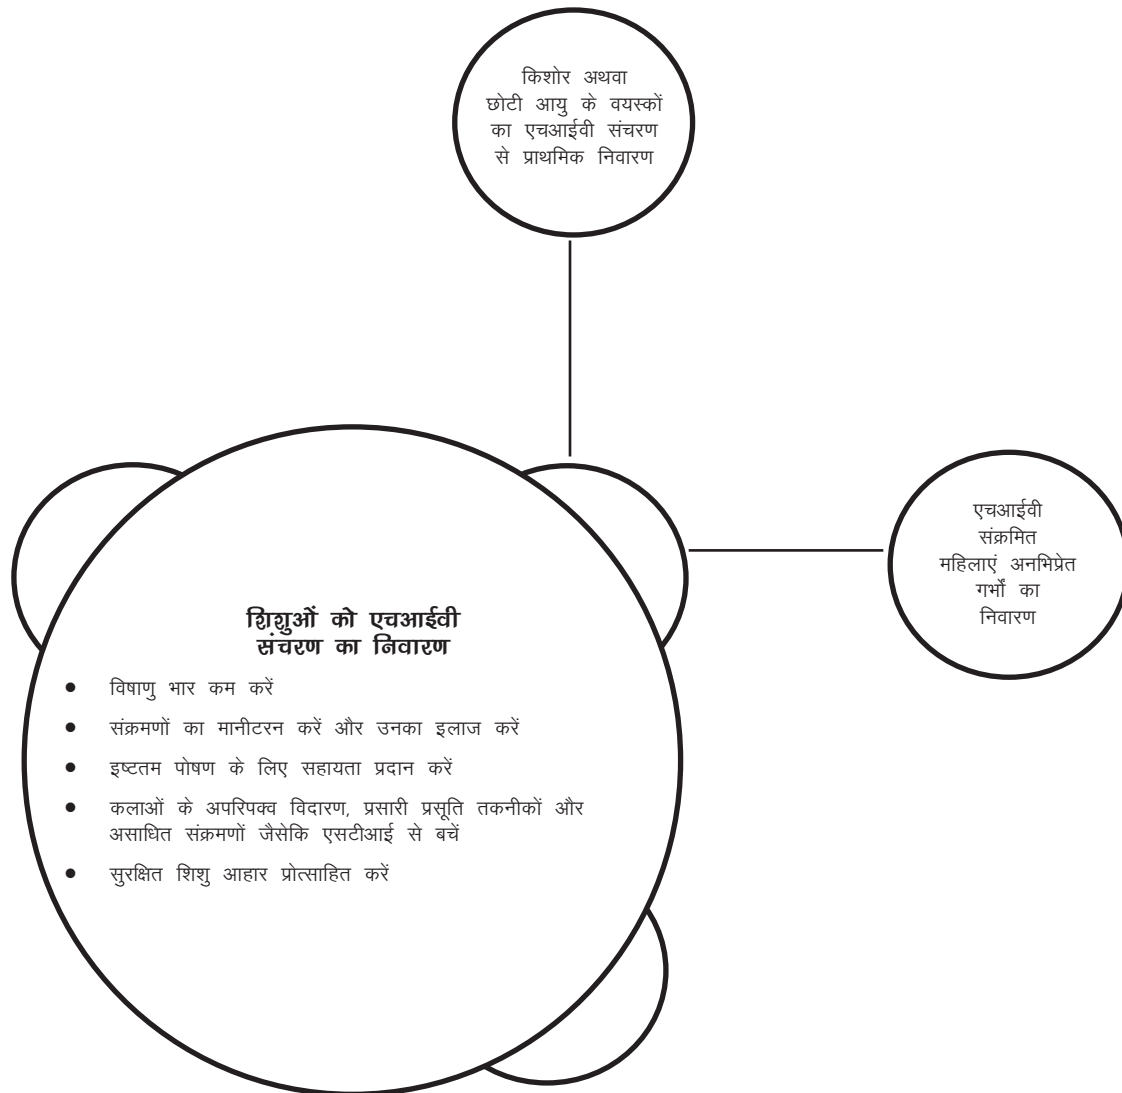 किशोर अथवा
छोटी आयु के वयस्कों
का एचआईवी संचरण
से प्राथमिक निवारण
एचआईवी
संक्रमित
महिलाएं अनभिप्रेत
गर्भों का
निवारण
शिशुओं को एचआईवी
संचरण का निवारण
• विषाणु भार कम करें
• संक्रमणों का मानीटरन करें और उनका इलाज करें
• इष्टतम पोषण के लिए सहायता प्रदान करें
• कलाओं के अपरिपक्व विदारण, प्रसारी प्रसूति तकनीकों और
असाधित संक्रमणों जैसेकि एसटीआई से बचें
• सुरक्षित शिशु आहार प्रोत्साहित करें